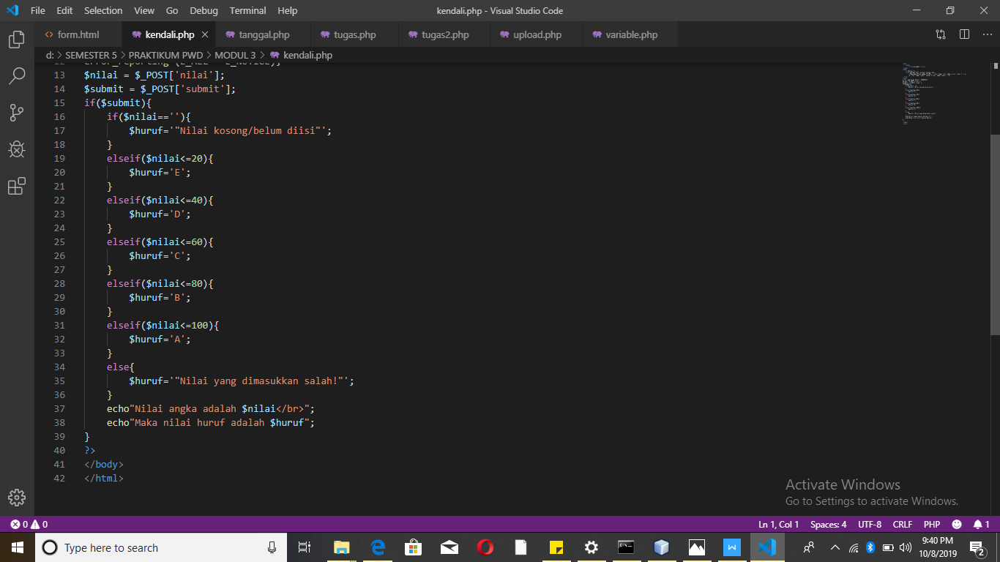 File Edit Selection View Go Debug Terminal Help
kendali.php - Visual Studio Code
form.html kendali.php tanggal.php tugas.php tugas2.php upload.php variable.php
d: > SEMESTER 5 > PRAKTIKUM PWD > MODUL 3 > kendali.php
13 $nilai = $_POST['nilai'];
14 $submit = $_POST['submit'];
15 if($submit){
16 if($nilai==''){
17 $huruf='"Nilai kosong/belum diisi"';
18 }
19 elseif($nilai<=20){
20 $huruf='E';
21 }
22 elseif($nilai<=40){
23 $huruf='D';
24 }
25 elseif($nilai<=60){
26 $huruf='C';
27 }
28 elseif($nilai<=80){
29 $huruf='B';
30 }
31 elseif($nilai<=100){
32 $huruf='A';
33 }
34 else{
35 $huruf='"Nilai yang dimasukkan salah!"';
36 }
37 echo"Nilai angka adalah $nilai</br>";
38 echo"Maka nilai huruf adalah $huruf";
39 }
40 ?>
41 </body>
42 </html>
Activate Windows
Go to Settings to activate Windows.
0 0 Ln 1, Col 1 Spaces: 4 UTF-8 CRLF PHP 1
Type here to search
9:40 PM
10/8/2019
2